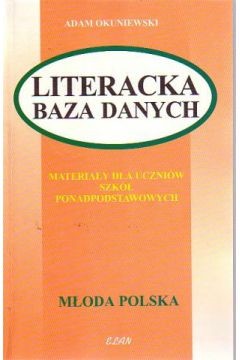 ADAM OKUNIEWSKI
LITERACKA
BAZA DANYCH
MATERIAŁY DLA UCZNIÓW
SZKÓŁ
PONADPODSTAWOWYCH
MŁODA POLSKA
ELAN